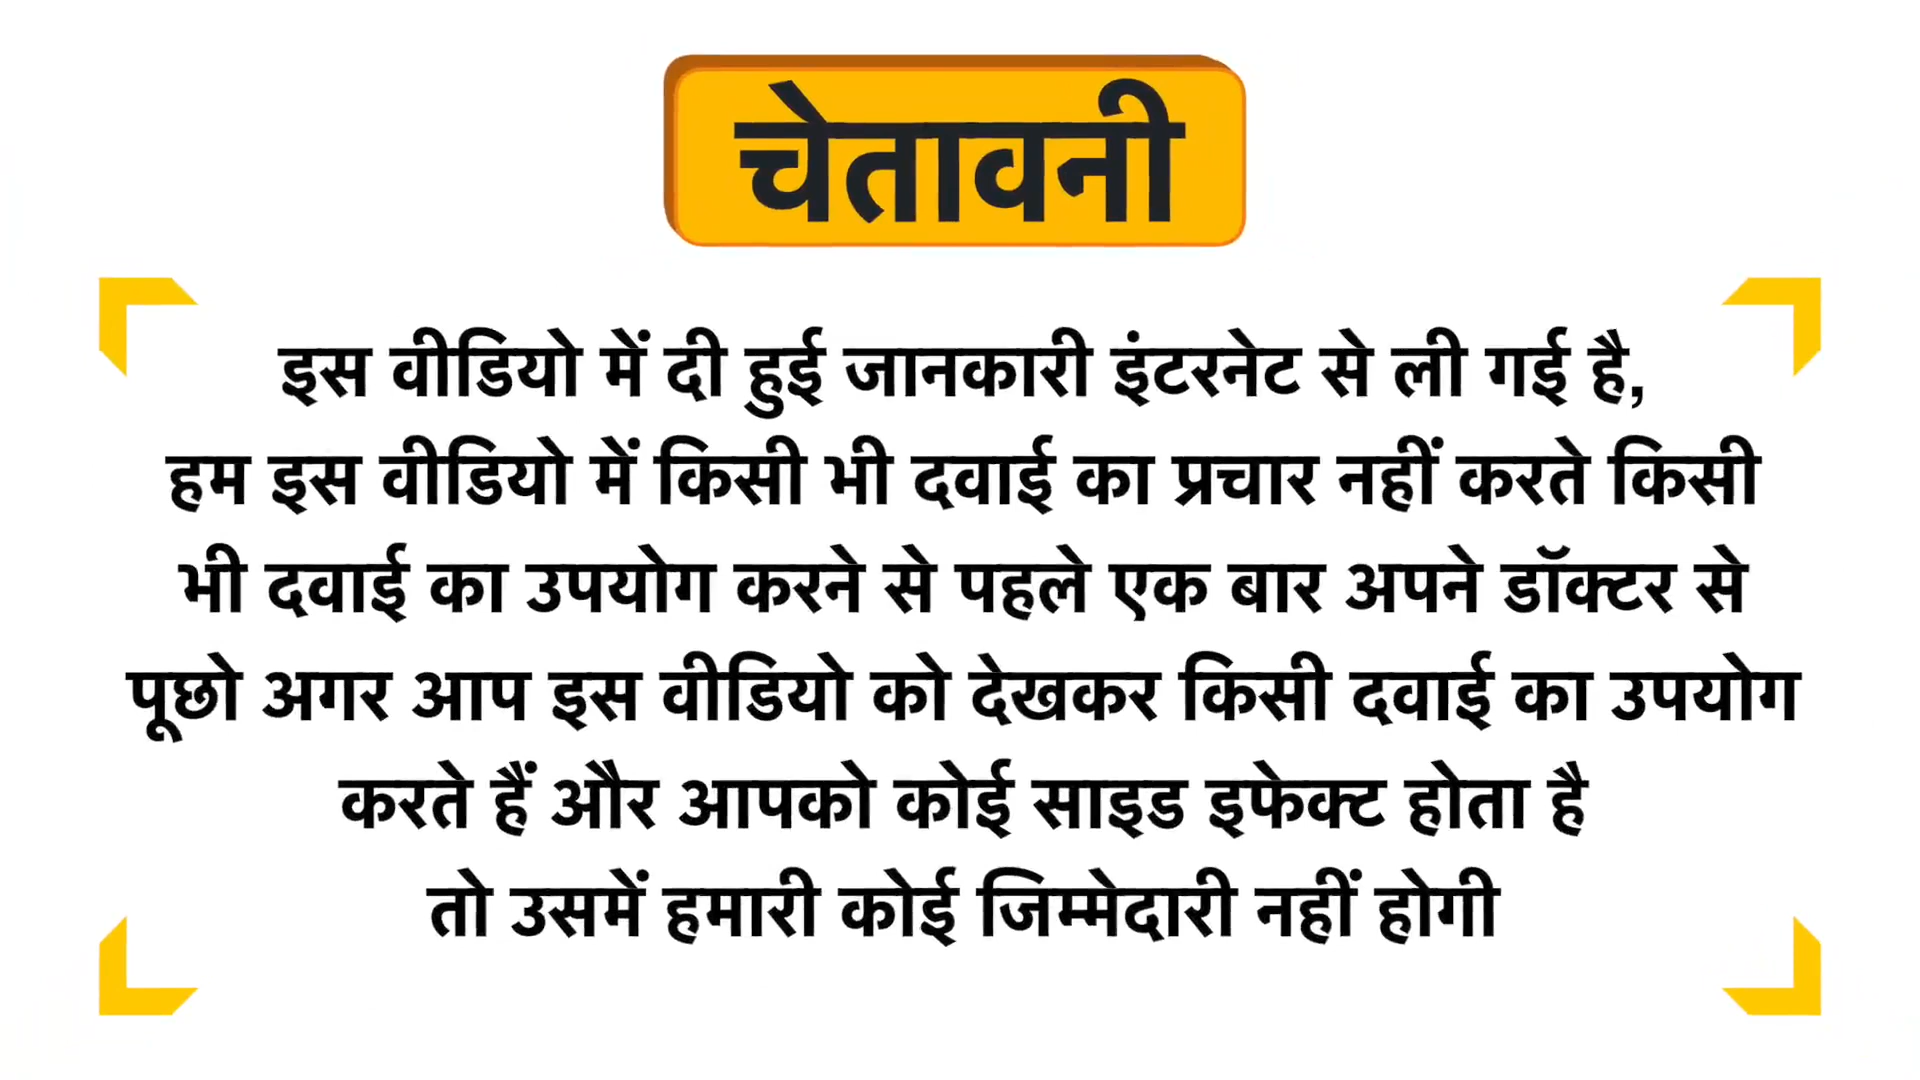 चेतावनी
इस वीडियो में दी हुई जानकारी इंटरनेट से ली गई है,
हम इस वीडियो में किसी भी दवाई का प्रचार नहीं करते किसी
भी दवाई का उपयोग करने से पहले एक बार अपने डॉक्टर से
पूछो अगर आप इस वीडियो को देखकर किसी दवाई का उपयोग
करते हैं और आपको कोई साइड इफेक्ट होता है
तो उसमें हमारी कोई जिम्मेदारी नहीं होगी